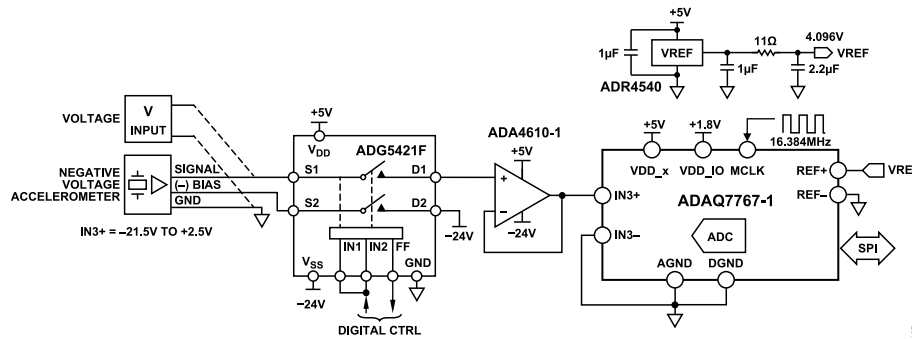 +5V
1µF
VREF
ADR4540
1µF
11Ω
2.2µF
4.096V
VREF
VOLTAGE
V
INPUT
NEGATIVE
VOLTAGE
ACCELEROMETER
SIGNAL
(–) BIAS
GND
IN3+ = –21.5V TO +2.5V
+5V
VDD
ADG5421F
S1
D1
S2
D2
–24V
IN1
IN2
FF
VSS
–24V
GND
DIGITAL CTRL
ADA4610-1
+5V
+
–
–24V
+5V
+1.8V
16.384MHz
VDD_x
VDD_IO
MCLK
IN3+
IN3–
ADAQ7767-1
ADC
AGND
DGND
REF+
REF–
VRE
SPI